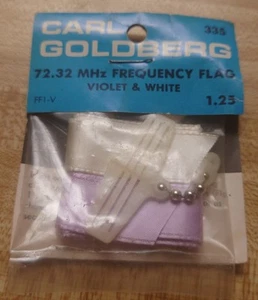 CARL 335
GOLDBERG
72.32 MHz FREQUENCY FLAG
VIOLET & WHITE
FF1-V 1.25